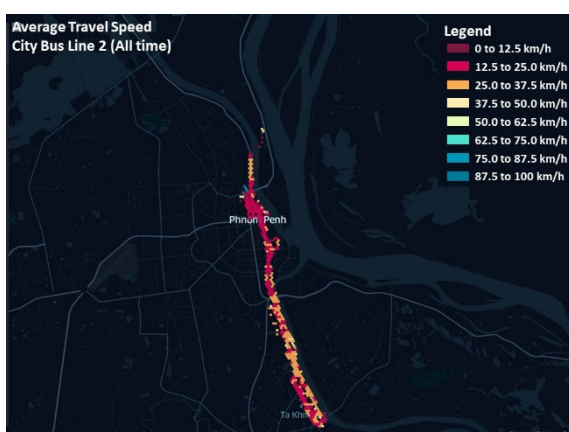 Average Travel Speed
City Bus Line 2 (All time)
Legend
0 to 12.5 km/h
12.5 to 25.0 km/h
25.0 to 37.5 km/h
37.5 to 50.0 km/h
50.0 to 62.5 km/h
62.5 to 75.0 km/h
75.0 to 87.5 km/h
87.5 to 100 km/h
Phnom Penh
Ta Khm